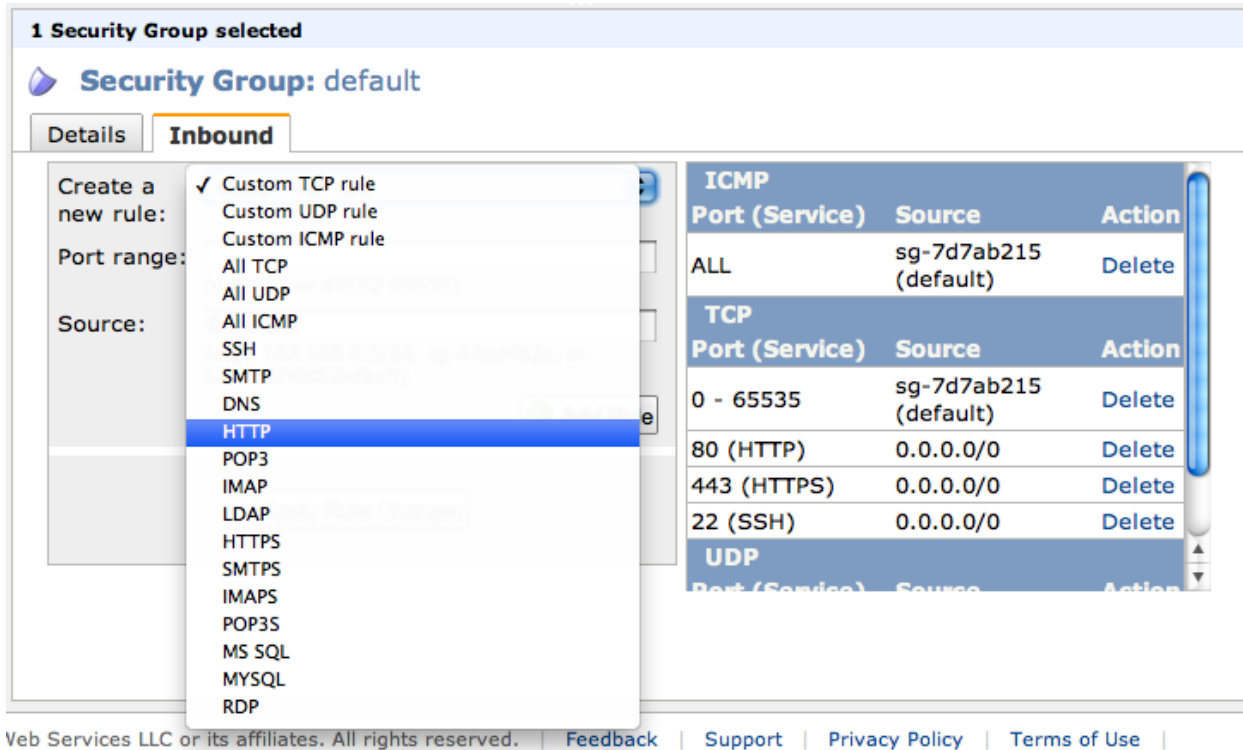 1 Security Group selected
Security Group: default
Details Inbound
Create a new rule:
✓ Custom TCP rule
Custom UDP rule
Custom ICMP rule
All TCP
All UDP
All ICMP
SSH
SMTP
DNS
HTTP
POP3
IMAP
LDAP
HTTPS
SMTPS
IMAPS
POP3S
MS SQL
MYSQL
RDP
Port range:
Source:
ICMP
Port (Service) Source Action
ALL sg-7d7ab215 (default) Delete
TCP
Port (Service) Source Action
0 - 65535 sg-7d7ab215 (default) Delete
80 (HTTP) 0.0.0.0/0 Delete
443 (HTTPS) 0.0.0.0/0 Delete
22 (SSH) 0.0.0.0/0 Delete
UDP
Port (Service) Source Action
Web Services LLC or its affiliates. All rights reserved. | Feedback | Support | Privacy Policy | Terms of Use |